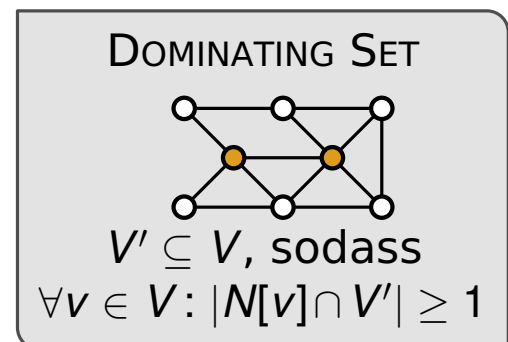 DOMINATING SET
V′ ⊆ V, sodass
∀v ∈ V: |N[v]∩V′| ≥ 1